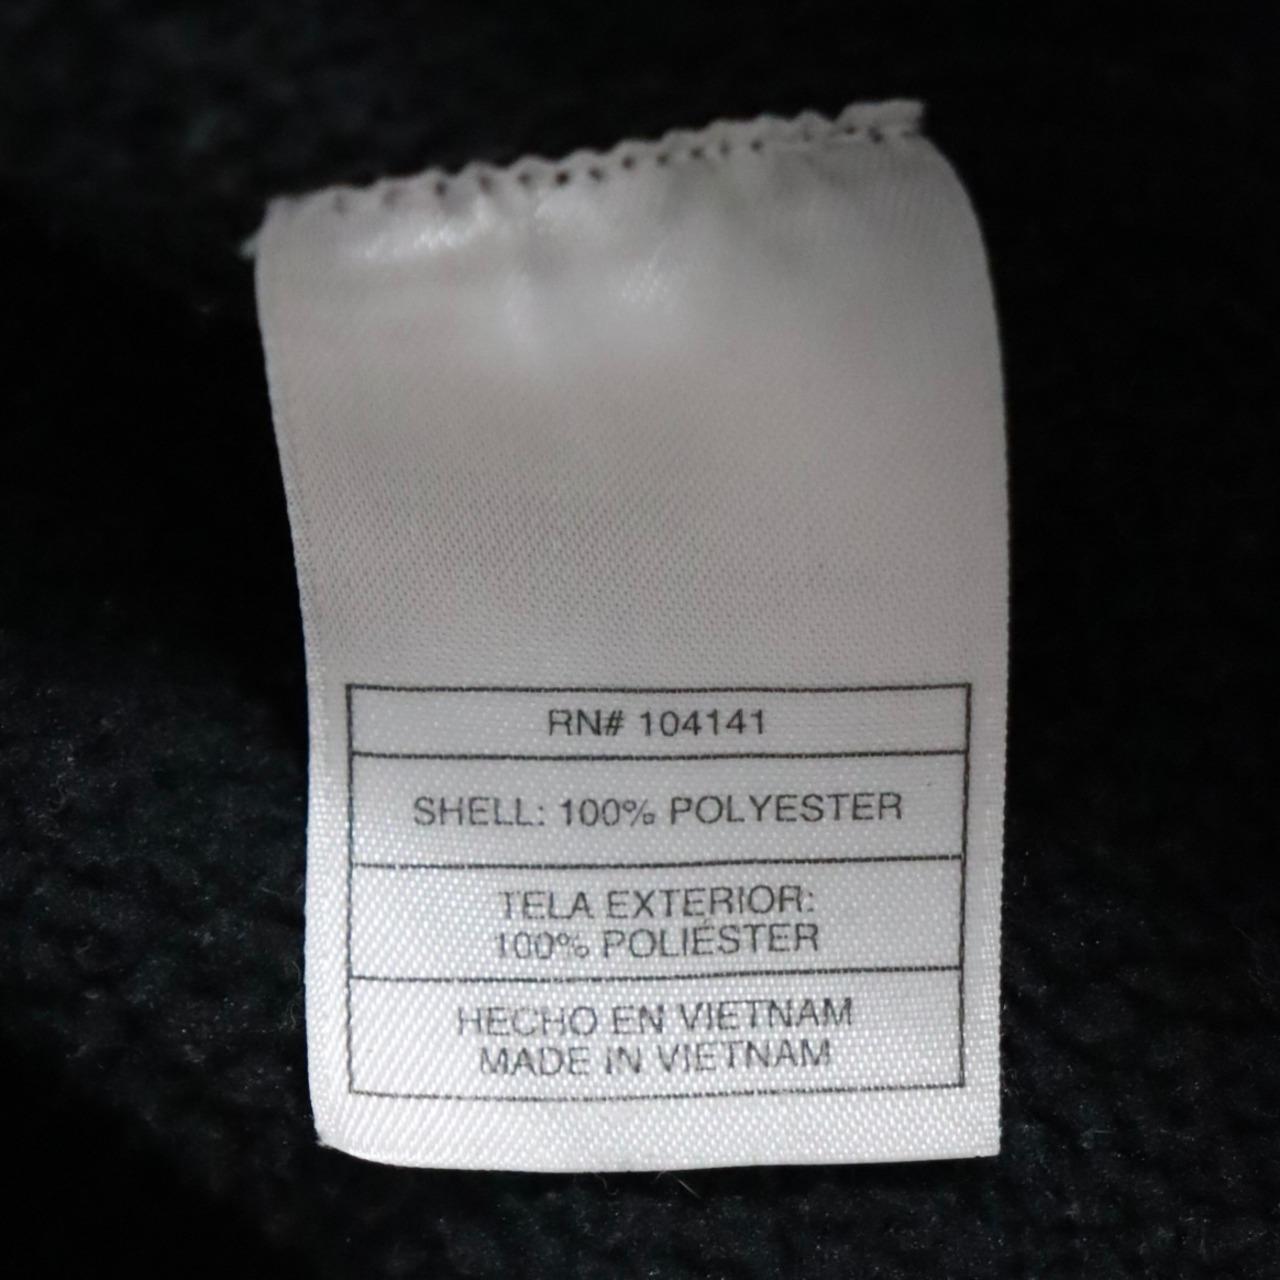 RN# 104141
SHELL: 100% POLYESTER
TELA EXTERIOR:
100% POLIÉSTER
HECHO EN VIETNAM
MADE IN VIETNAM